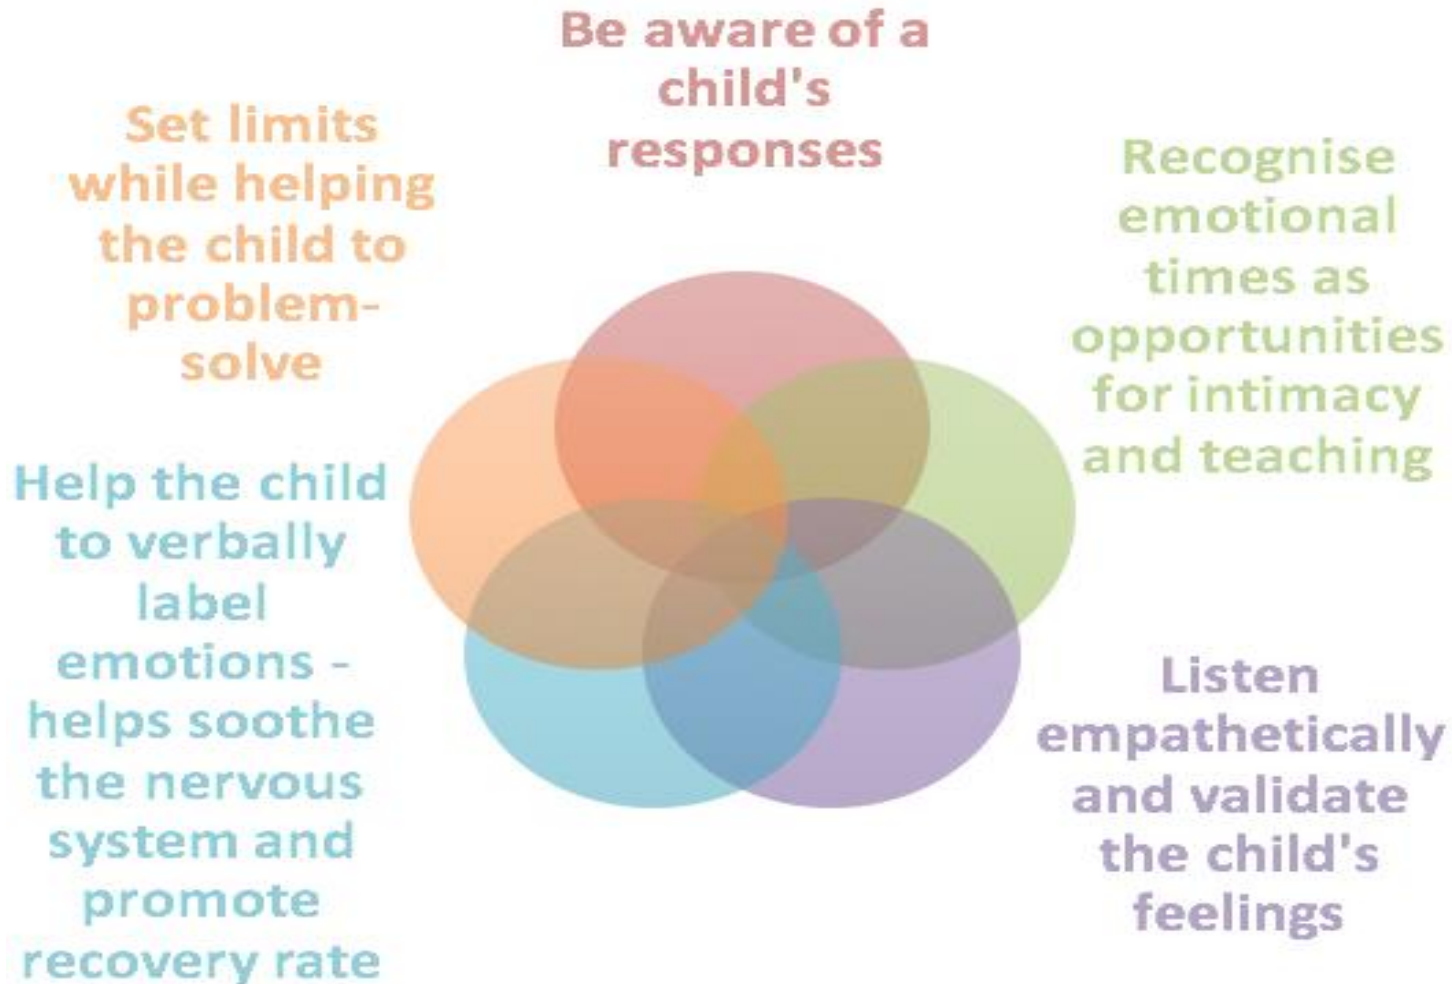 Be aware of a
child's
responses
Recognise
emotional
times as
opportunities
for intimacy
and teaching
Listen
empathetically
and validate
the child's
feelings
Help the child
to verbally
label
emotions -
helps soothe
the nervous
system and
promote
recovery rate
Set limits
while helping
the child to
problem-
solve